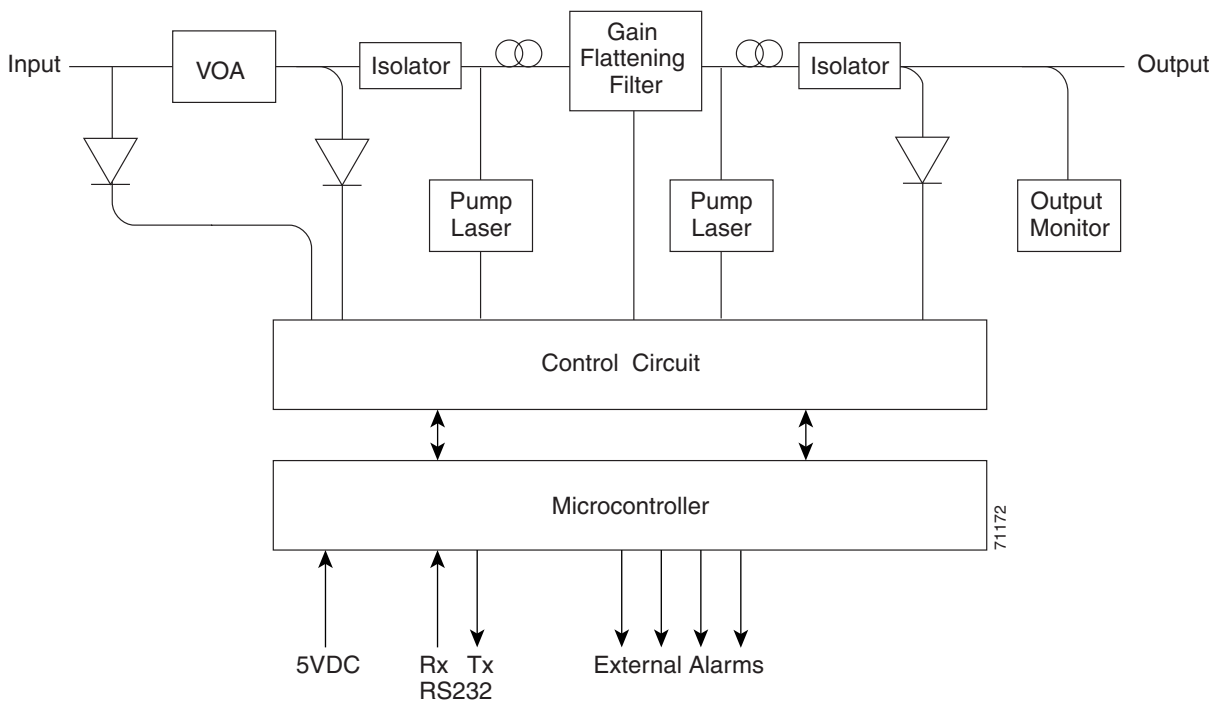 Input
VOA
Isolator
Gain
Flattening
Filter
Isolator
Output
Pump
Laser
Pump
Laser
Output
Monitor
Control Circuit
Microcontroller
71172
5VDC
Rx Tx
RS232
External Alarms